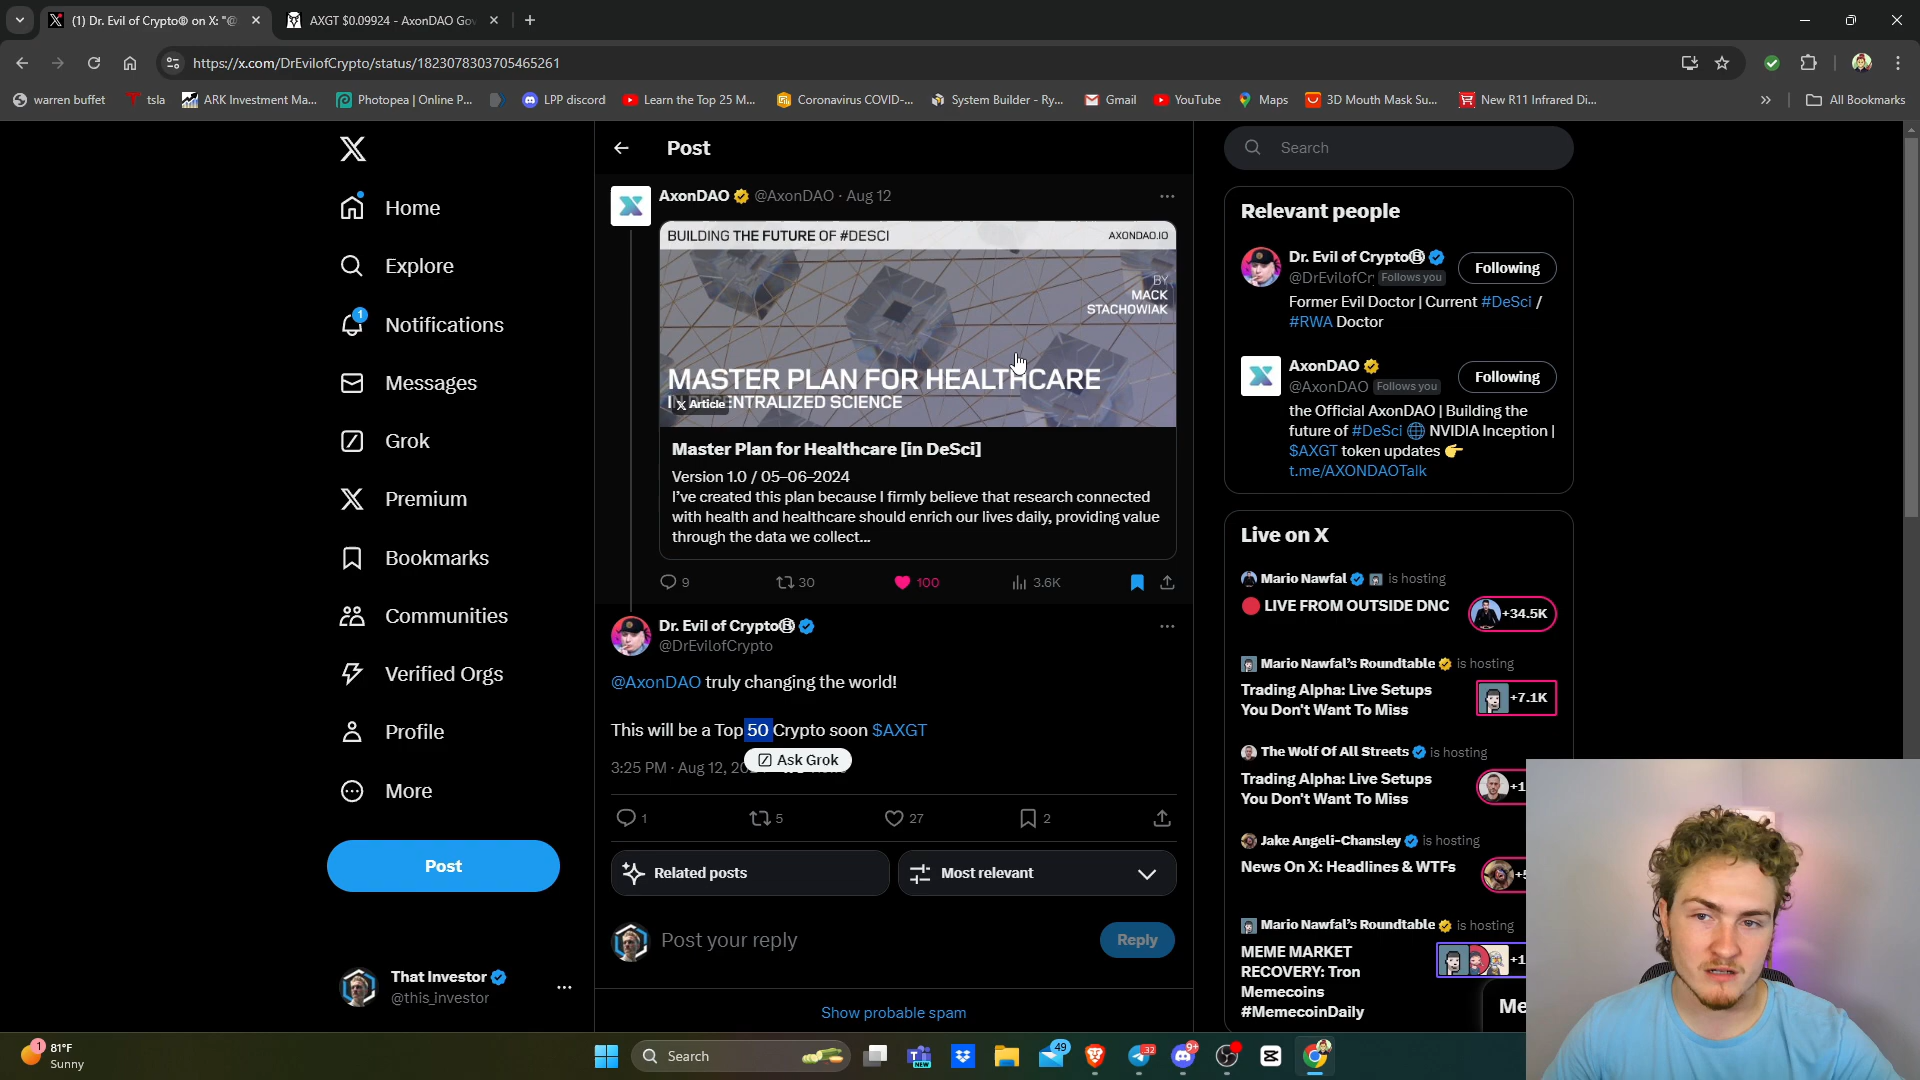 (1) Dr. Evil of Crypto® on X: "@
AXGT $0.09924 - AxonDAO Gov
https://x.com/DrEvilofCrypto/status/1823078303705465261
warren buffet
tsla
ARK Investment Ma...
Photopea | Online P...
LPP discord
Learn the Top 25 M...
Coronavirus COVID-...
System Builder - Ry...
Gmail
YouTube
Maps
3D Mouth Mask Su...
New R11 Infrared Di...
All Bookmarks
Home
Explore
1
Notifications
Messages
Grok
Premium
Bookmarks
Communities
Verified Orgs
Profile
More
Post
That Investor
@this_investor
Post
AxonDAO @AxonDAO · Aug 12
BUILDING THE FUTURE OF #DESCI
AXONDAO.IO
BY
MACK
STACHOWIAK
MASTER PLAN FOR HEALTHCARE
ENTRALIZED SCIENCE
Article
Master Plan for Healthcare [in DeSci]
Version 1.0 / 05–06–2024
I've created this plan because I firmly believe that research connected
with health and healthcare should enrich our lives daily, providing value
through the data we collect...
9
30
100
3.6K
Dr. Evil of Crypto®
@DrEvilofCrypto
@AxonDAO truly changing the world!
This will be a Top 50 Crypto soon $AXGT
Ask Grok
3:25 PM · Aug 12, 20
1
5
27
2
Related posts
Most relevant
Post your reply
Reply
Show probable spam
Search
Relevant people
Dr. Evil of Crypto®
@DrEvilofCr Follows you
Following
Former Evil Doctor | Current #DeSci /
#RWA Doctor
AxonDAO
@AxonDAO Follows you
Following
the Official AxonDAO | Building the
future of #DeSci NVIDIA Inception |
$AXGT token updates
t.me/AXONDAOTalk
Live on X
Mario Nawfal is hosting
LIVE FROM OUTSIDE DNC
+34.5K
Mario Nawfal's Roundtable is hosting
Trading Alpha: Live Setups
You Don't Want To Miss
+7.1K
The Wolf Of All Streets is hosting
Trading Alpha: Live Setups
You Don't Want To Miss
+1
Jake Angeli-Chansley is hosting
News On X: Headlines & WTFs
Mario Nawfal's Roundtable is hosting
MEME MARKET
RECOVERY: Tron
Memecoins
#MemecoinDaily
+1
Me
1
81°F
Sunny
Search
NEW
49
32
9+